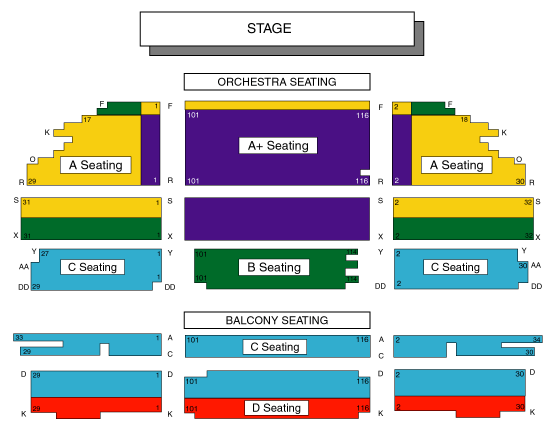 STAGE
ORCHESTRA SEATING
F 1 F F 2 F
17 101 116 18
K A+ Seating K
O A Seating A Seating O
R 29 1 R 101 116 R 2 30 R
S 31 1 S S 2 32 S
X 31 1 X X 2 32 X
Y 27 1 Y 101 114 Y 2 Y
AA C Seating B Seating C Seating 30 AA
DD 29 1 DD 101 114 DD 2 DD
BALCONY SEATING
33 1 A 101 116 A 2 34 A
29 C C Seating C 30 C
D 29 1 D 101 116 D 2 30 D
K 29 1 K 101 D Seating 116 K 2 30 K